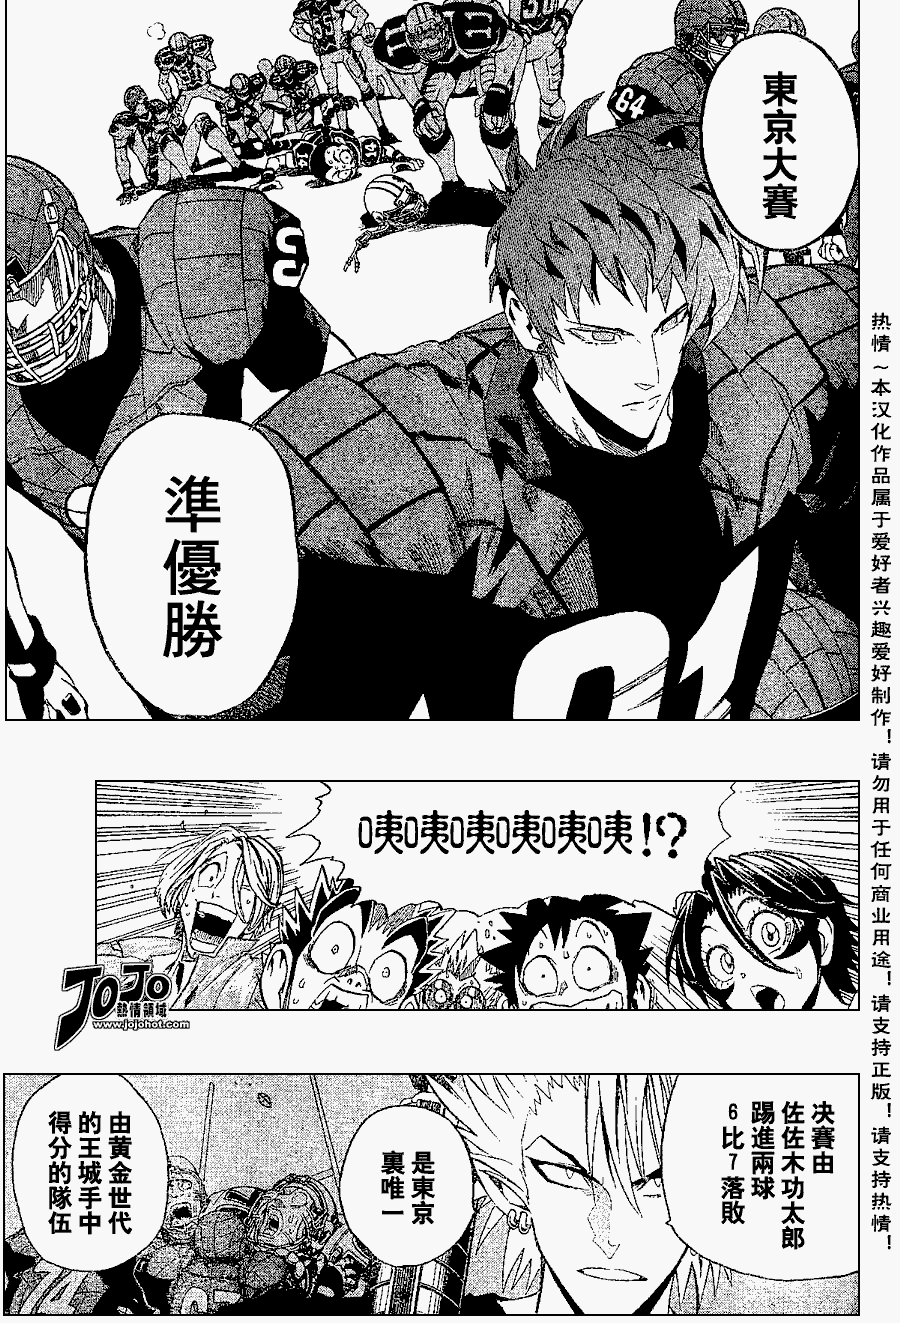 東京大賽
準優勝
64
咦咦咦咦咦咦!?
JOJO
熱情領域
www.jojohot.com
決賽由
佐佐木功太郎
踢進兩球
6比7落敗
是東京
裏唯一
由黄金世代
的王城手中
得分的隊伍
热情~本汉化作品属于爱好者兴趣爱好制作!请勿用于任何商业用途!请支持正版!请支持热情!